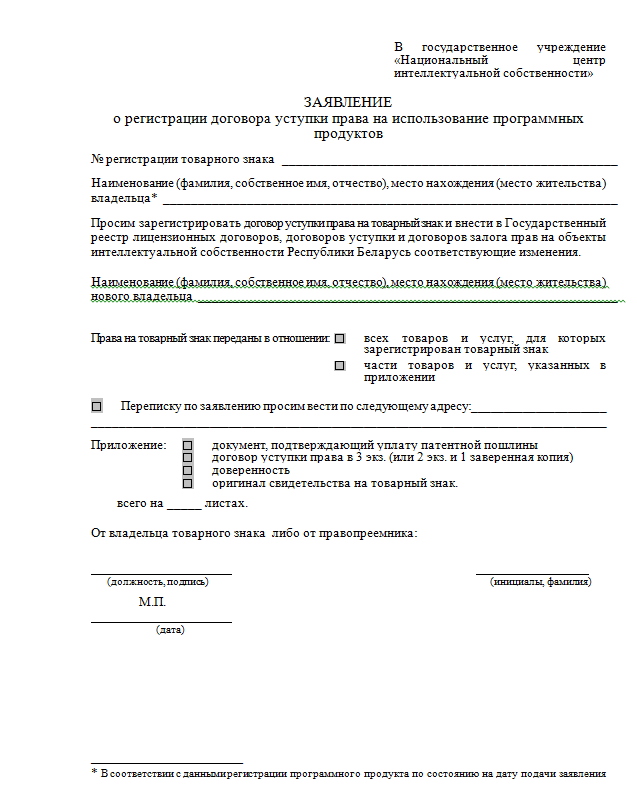 В государственное учреждение
«Национальный центр
интеллектуальной собственности»
ЗАЯВЛЕНИЕ
о регистрации договора уступки права на использование программных
продуктов
№ регистрации товарного знака
Наименование (фамилия, собственное имя, отчество), место нахождения (место жительства)
владельца*
Просим зарегистрировать договор уступки права на товарный знак и внести в Государственный
реестр лицензионных договоров, договоров уступки и договоров залога прав на объекты
интеллектуальной собственности Республики Беларусь соответствующие изменения.
Наименование (фамилия, собственное имя, отчество), место нахождения (место жительства)
нового владельца
Права на товарный знак переданы в отношении: всех товаров и услуг, для которых
зарегистрирован товарный знак
части товаров и услуг, указанных в
приложении
Переписку по заявлению просим вести по следующему адресу:
Приложение: документ, подтверждающий уплату патентной пошлины
договор уступки права в 3 экз. (или 2 экз. и 1 заверенная копия)
доверенность
оригинал свидетельства на товарный знак.
всего на _____ листах.
От владельца товарного знака либо от правопреемника:
(должность, подпись) (инициалы, фамилия)
М.П.
(дата)
* В соответствии с данными регистрации программного продукта по состоянию на дату подачи заявления